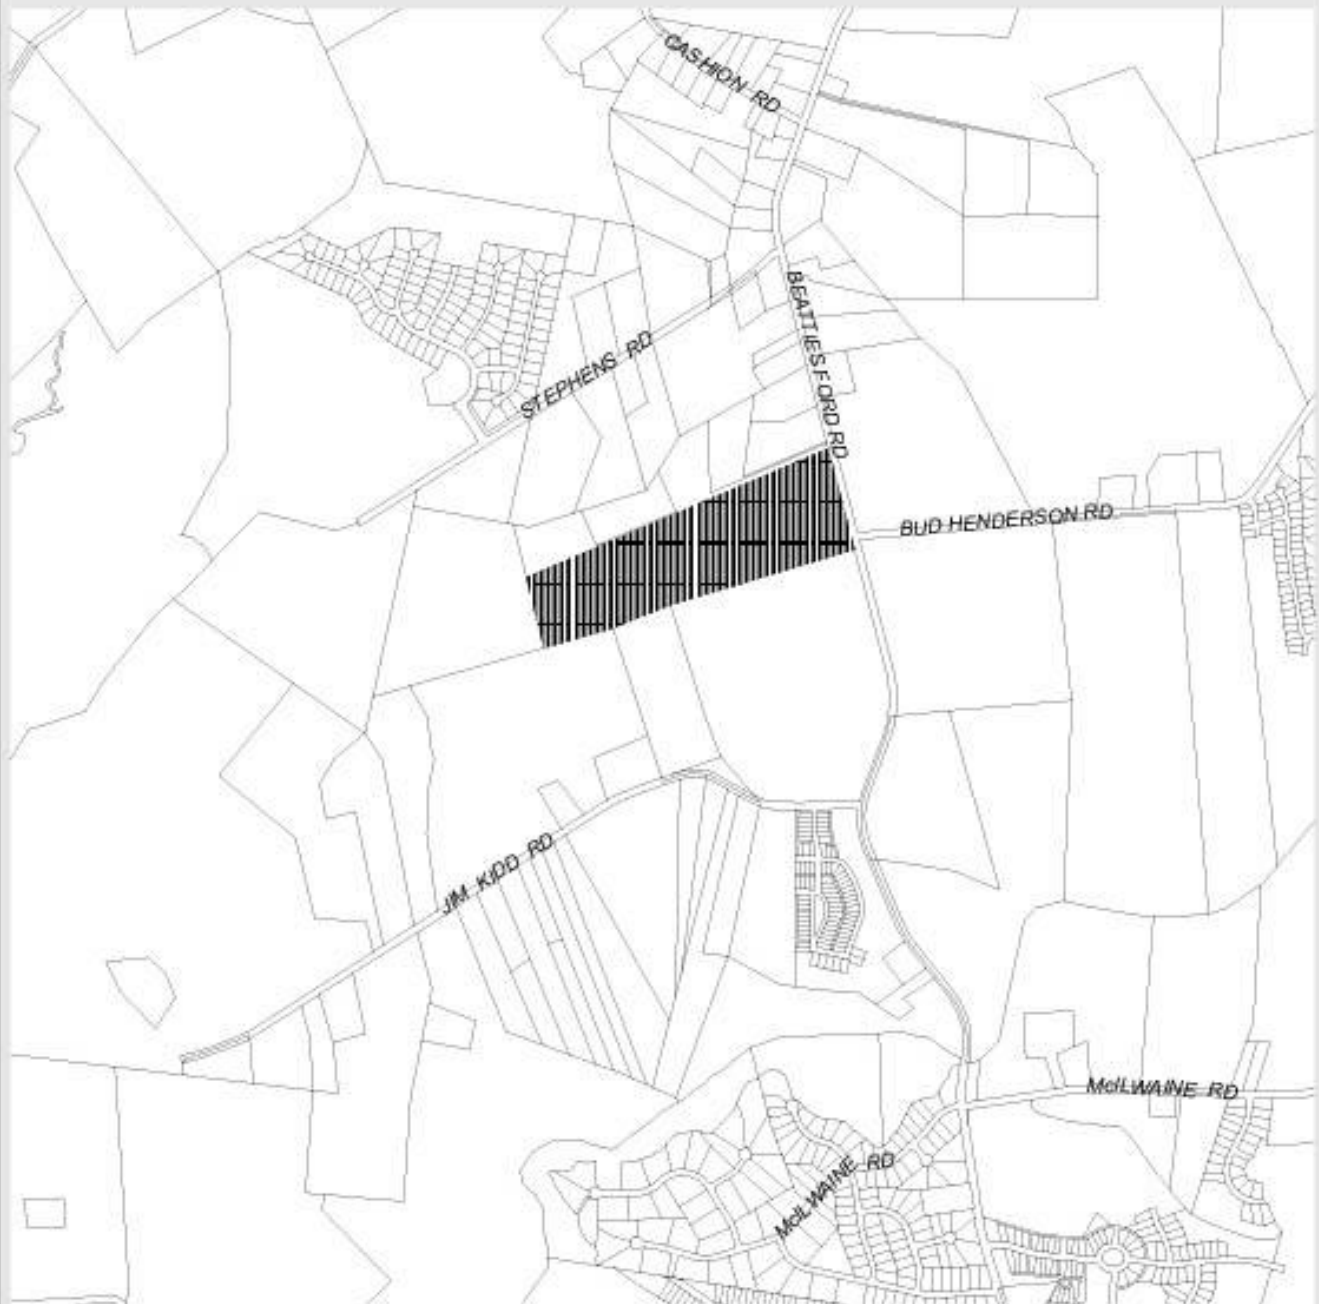 CASHION RD
BEATTIES FORD RD
STEPHENS RD
BUD HENDERSON RD
JIM KIDD RD
McILWAINE RD
McILWAINE RD